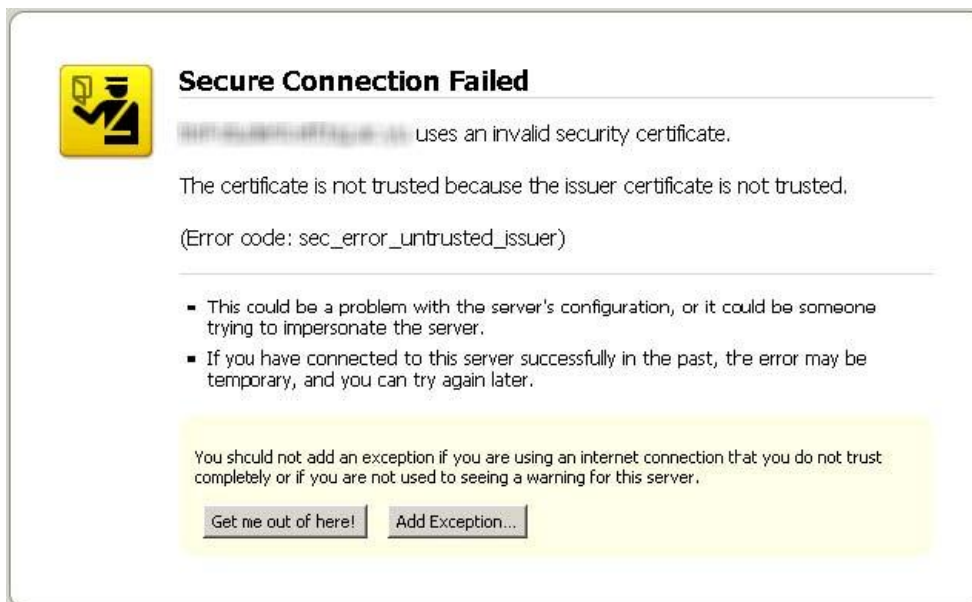 Secure Connection Failed
uses an invalid security certificate.
The certificate is not trusted because the issuer certificate is not trusted.
(Error code: sec_error_untrusted_issuer)
This could be a problem with the server's configuration, or it could be someone
trying to impersonate the server.
If you have connected to this server successfully in the past, the error may be
temporary, and you can try again later.
You should not add an exception if you are using an internet connection that you do not trust
completely or if you are not used to seeing a warning for this server.
Get me out of here!
Add Exception...